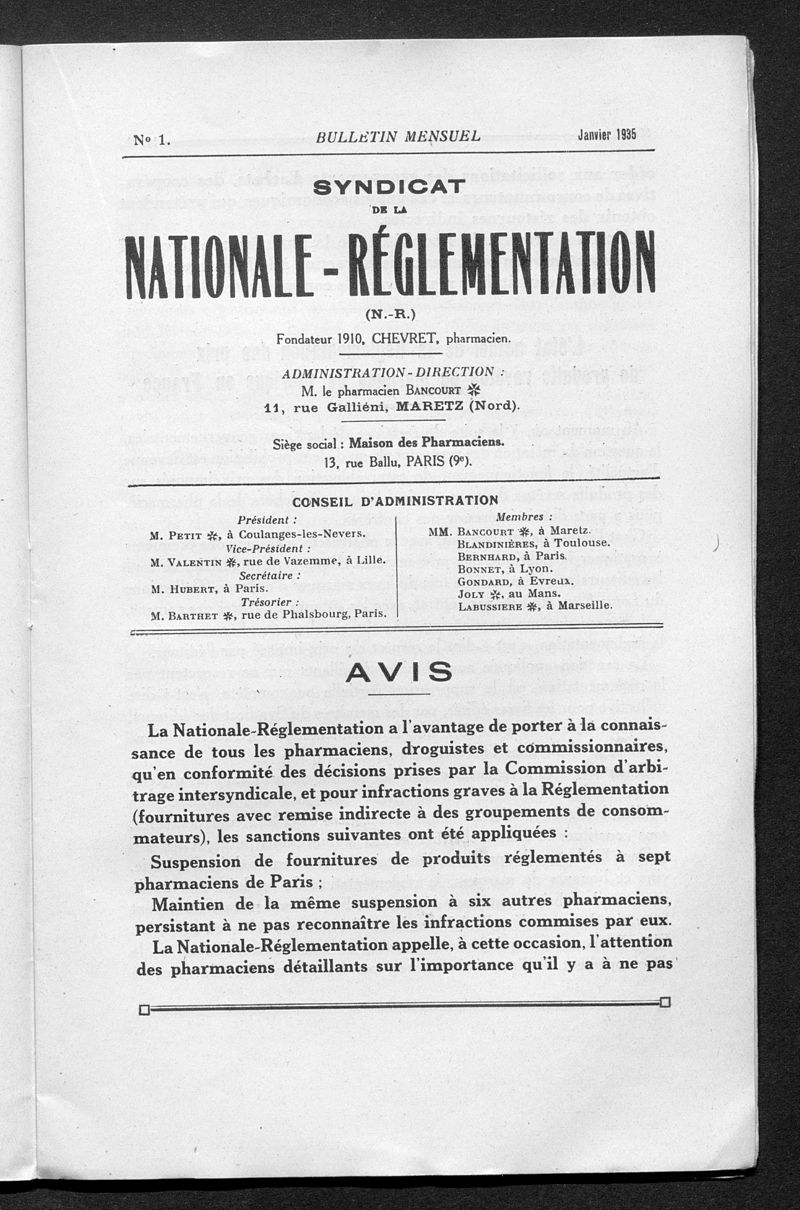 Nº 1.
BULLETIN MENSUEL
Janvier 1935
SYNDICAT
DE LA
NATIONALE-RÉGLEMENTATION
(N.-R.)
Fondateur 1910, CHEVRET, pharmacien.
ADMINISTRATION-DIRECTION :
M. le pharmacien BANCOURT ✻
11, rue Galliéni, MARETZ (Nord).
Siège social : Maison des Pharmaciens.
13, rue Ballu, PARIS (9e).
CONSEIL D'ADMINISTRATION
Président :
M. PETIT ✻, à Coulanges-les-Nevers.
Vice-Président :
M. VALENTIN ✻, rue de Vazemme, à Lille.
Secrétaire :
M. HUBERT, à Paris.
Trésorier :
M. BARTHET ✻, rue de Phalsbourg, Paris.
Membres :
MM. BANCOURT ✻, à Maretz.
BLANDINIÈRES, à Toulouse.
BERNHARD, à Paris.
BONNET, à Lyon.
GONDARD, à Evreux.
JOLY ✻, au Mans.
LABUSSIERE ✻, à Marseille.
AVIS
La Nationale-Réglementation a l'avantage de porter à la connais-
sance de tous les pharmaciens, droguistes et commissionnaires,
qu'en conformité des décisions prises par la Commission d'arbi-
trage intersyndicale, et pour infractions graves à la Réglementation
(fournitures avec remise indirecte à des groupements de consom-
mateurs), les sanctions suivantes ont été appliquées :
Suspension de fournitures de produits réglementés à sept
pharmaciens de Paris ;
Maintien de la même suspension à six autres pharmaciens,
persistant à ne pas reconnaître les infractions commises par eux.
La Nationale-Réglementation appelle, à cette occasion, l'attention
des pharmaciens détaillants sur l'importance qu'il y a à ne pas